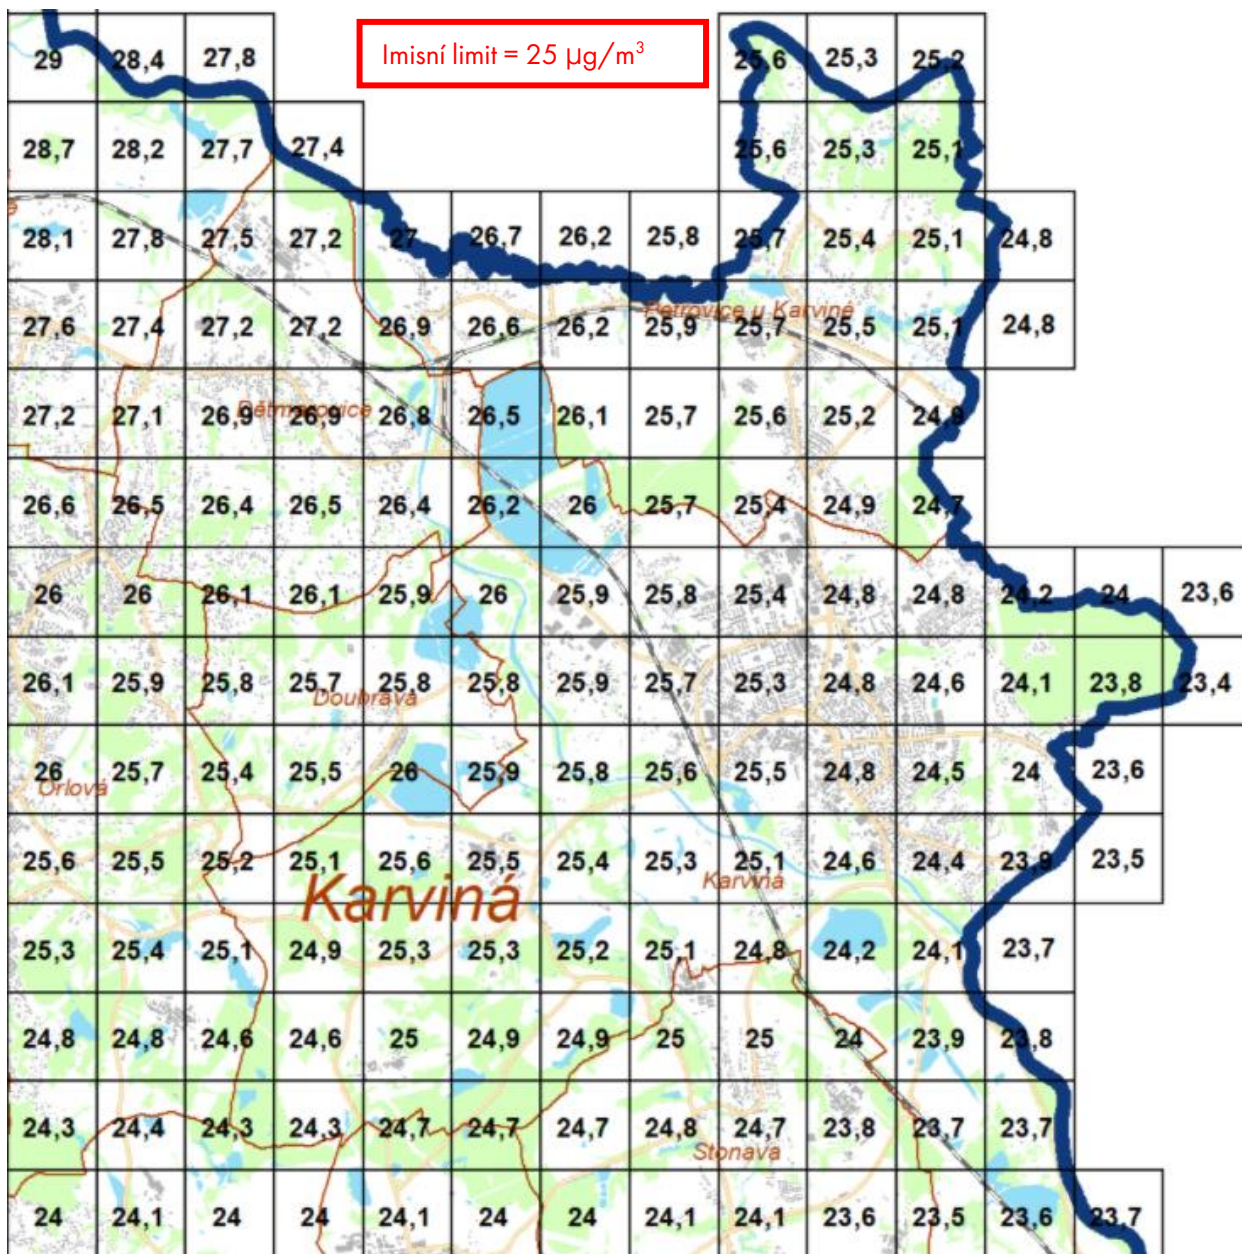 Imisní limit = 25 µg/m³
29 28,4 27,8 25,6 25,3 25,2
28,7 28,2 27,7 27,4 25,6 25,3 25,1
28,1 27,8 27,5 27,2 27 26,7 26,2 25,8 25,7 25,4 25,1 24,8
Petrovice u Karviné
27,6 27,4 27,2 27,2 26,9 26,6 26,2 25,9 25,7 25,5 25,1 24,8
Dětmarovice
27,2 27,1 26,9 26,9 26,8 26,5 26,1 25,7 25,6 25,2 24,9
26,6 26,5 26,4 26,5 26,4 26,2 26 25,7 25,4 24,9 24,7
26 26 26,1 26,1 25,9 26 25,9 25,8 25,4 24,8 24,8 24,2 24 23,6
26,1 25,9 25,8 25,7 25,8 25,8 25,9 25,7 25,3 24,8 24,6 24,1 23,8 23,4
Doubrava
26 25,7 25,4 25,5 26 25,9 25,8 25,6 25,5 24,8 24,5 24 23,6
Orlová
25,6 25,5 25,2 25,1 25,6 25,5 25,4 25,3 25,1 24,6 24,4 23,9 23,5
Karviná
Karviná
25,3 25,4 25,1 24,9 25,3 25,3 25,2 25,1 24,8 24,2 24,1 23,7
24,8 24,8 24,6 24,6 25 24,9 24,9 25 25 24 23,9 23,8
24,3 24,4 24,3 24,3 24,7 24,7 24,7 24,8 24,7 23,8 23,7 23,7
Stonava
24 24,1 24 24 24,1 24 24 24,1 24,1 23,6 23,5 23,6 23,7